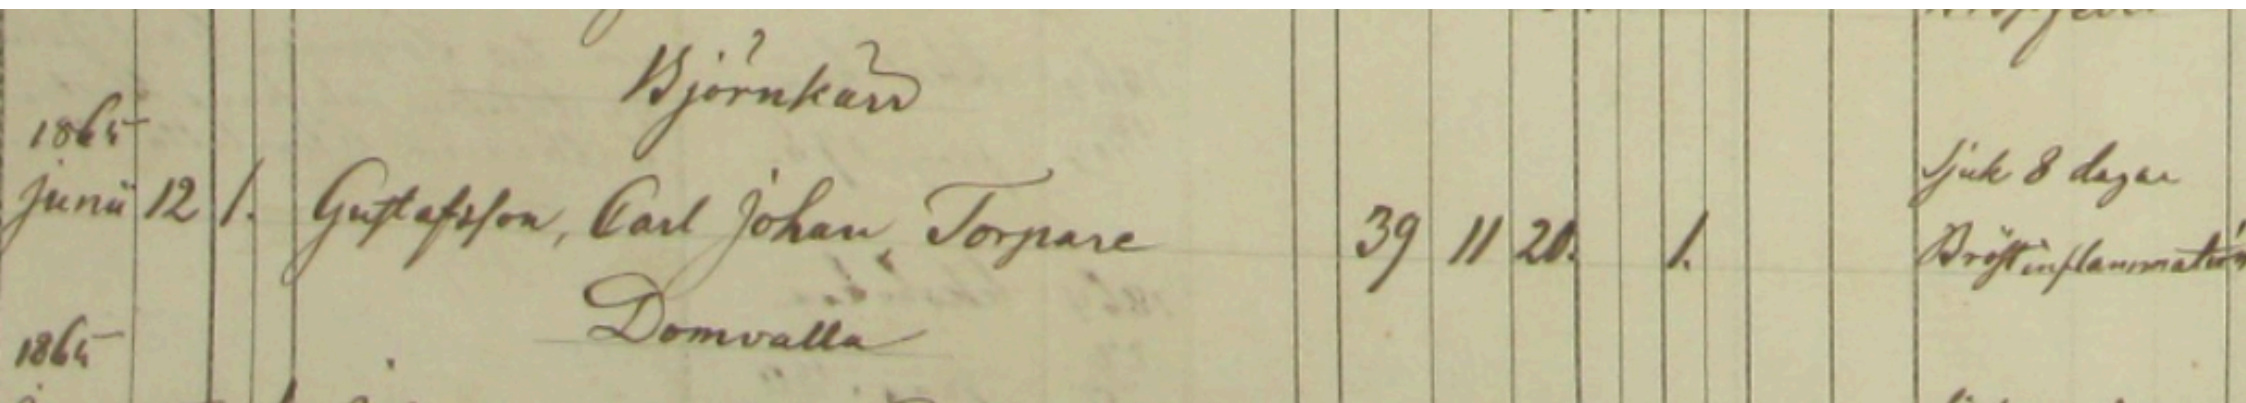 Björnkärr
1865
Junii 12 1. Gustafsson, Carl Johan, Torpare 39 11 20. 1. Sjuk 8 dagar
Bröstinflammation
Domvalla
1865